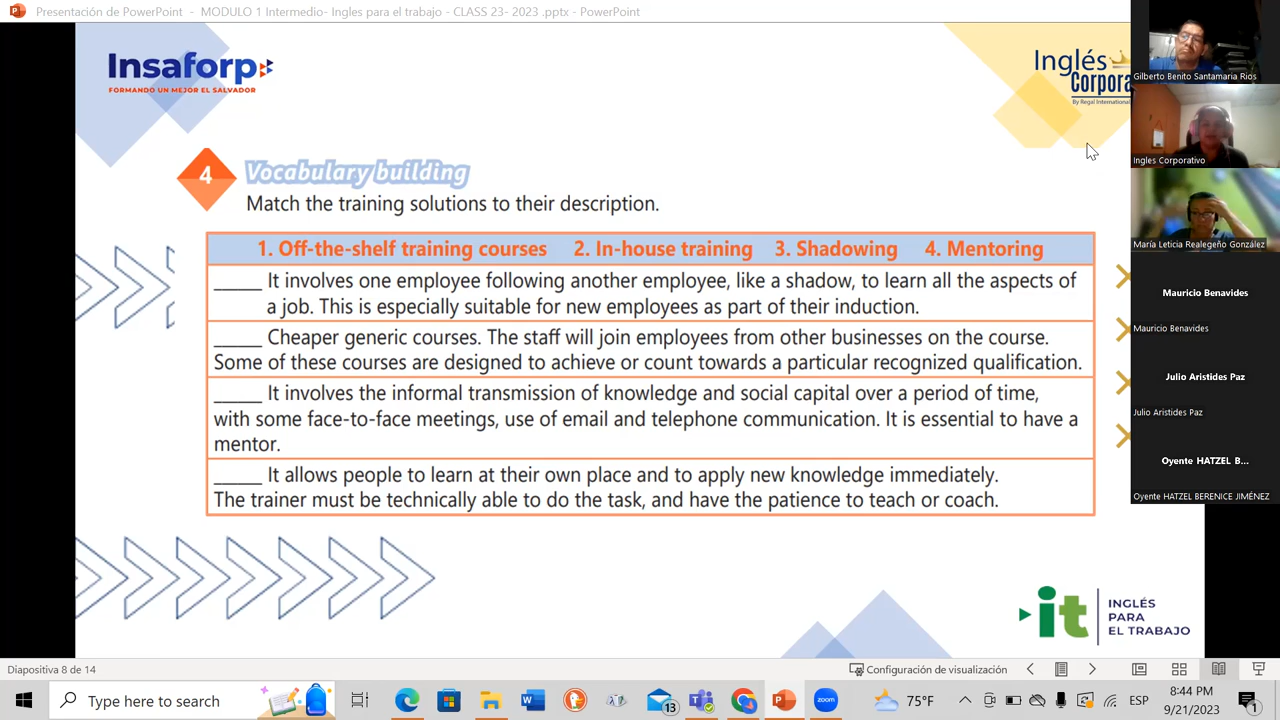 Presentación de PowerPoint - MODULO 1 Intermedio- Ingles para el trabajo - CLASS 23- 2023 .pptx - PowerPoint
Insaforp
FORMANDO UN MEJOR EL SALVADOR
Inglés
Corpora
By Regal International
Gilberto Benito Santamaria Rios
Ingles Corporativo
María Leticia Realegeño González
Mauricio Benavides
Mauricio Benavides
Julio Aristides Paz
Julio Aristides Paz
Oyente HATZEL B...
Oyente HATZEL BERENICE JIMÉNEZ
4
Vocabulary building
Match the training solutions to their description.
1. Off-the-shelf training courses 2. In-house training 3. Shadowing 4. Mentoring
_____ It involves one employee following another employee, like a shadow, to learn all the aspects of
a job. This is especially suitable for new employees as part of their induction.
_____ Cheaper generic courses. The staff will join employees from other businesses on the course.
Some of these courses are designed to achieve or count towards a particular recognized qualification.
_____ It involves the informal transmission of knowledge and social capital over a period of time,
with some face-to-face meetings, use of email and telephone communication. It is essential to have a
mentor.
_____ It allows people to learn at their own place and to apply new knowledge immediately.
The trainer must be technically able to do the task, and have the patience to teach or coach.
it
INGLÉS
PARA
EL TRABAJO
Diapositiva 8 de 14
Configuración de visualización
Type here to search
W
13
zoom
75°F
ESP
8:44 PM
9/21/2023
1